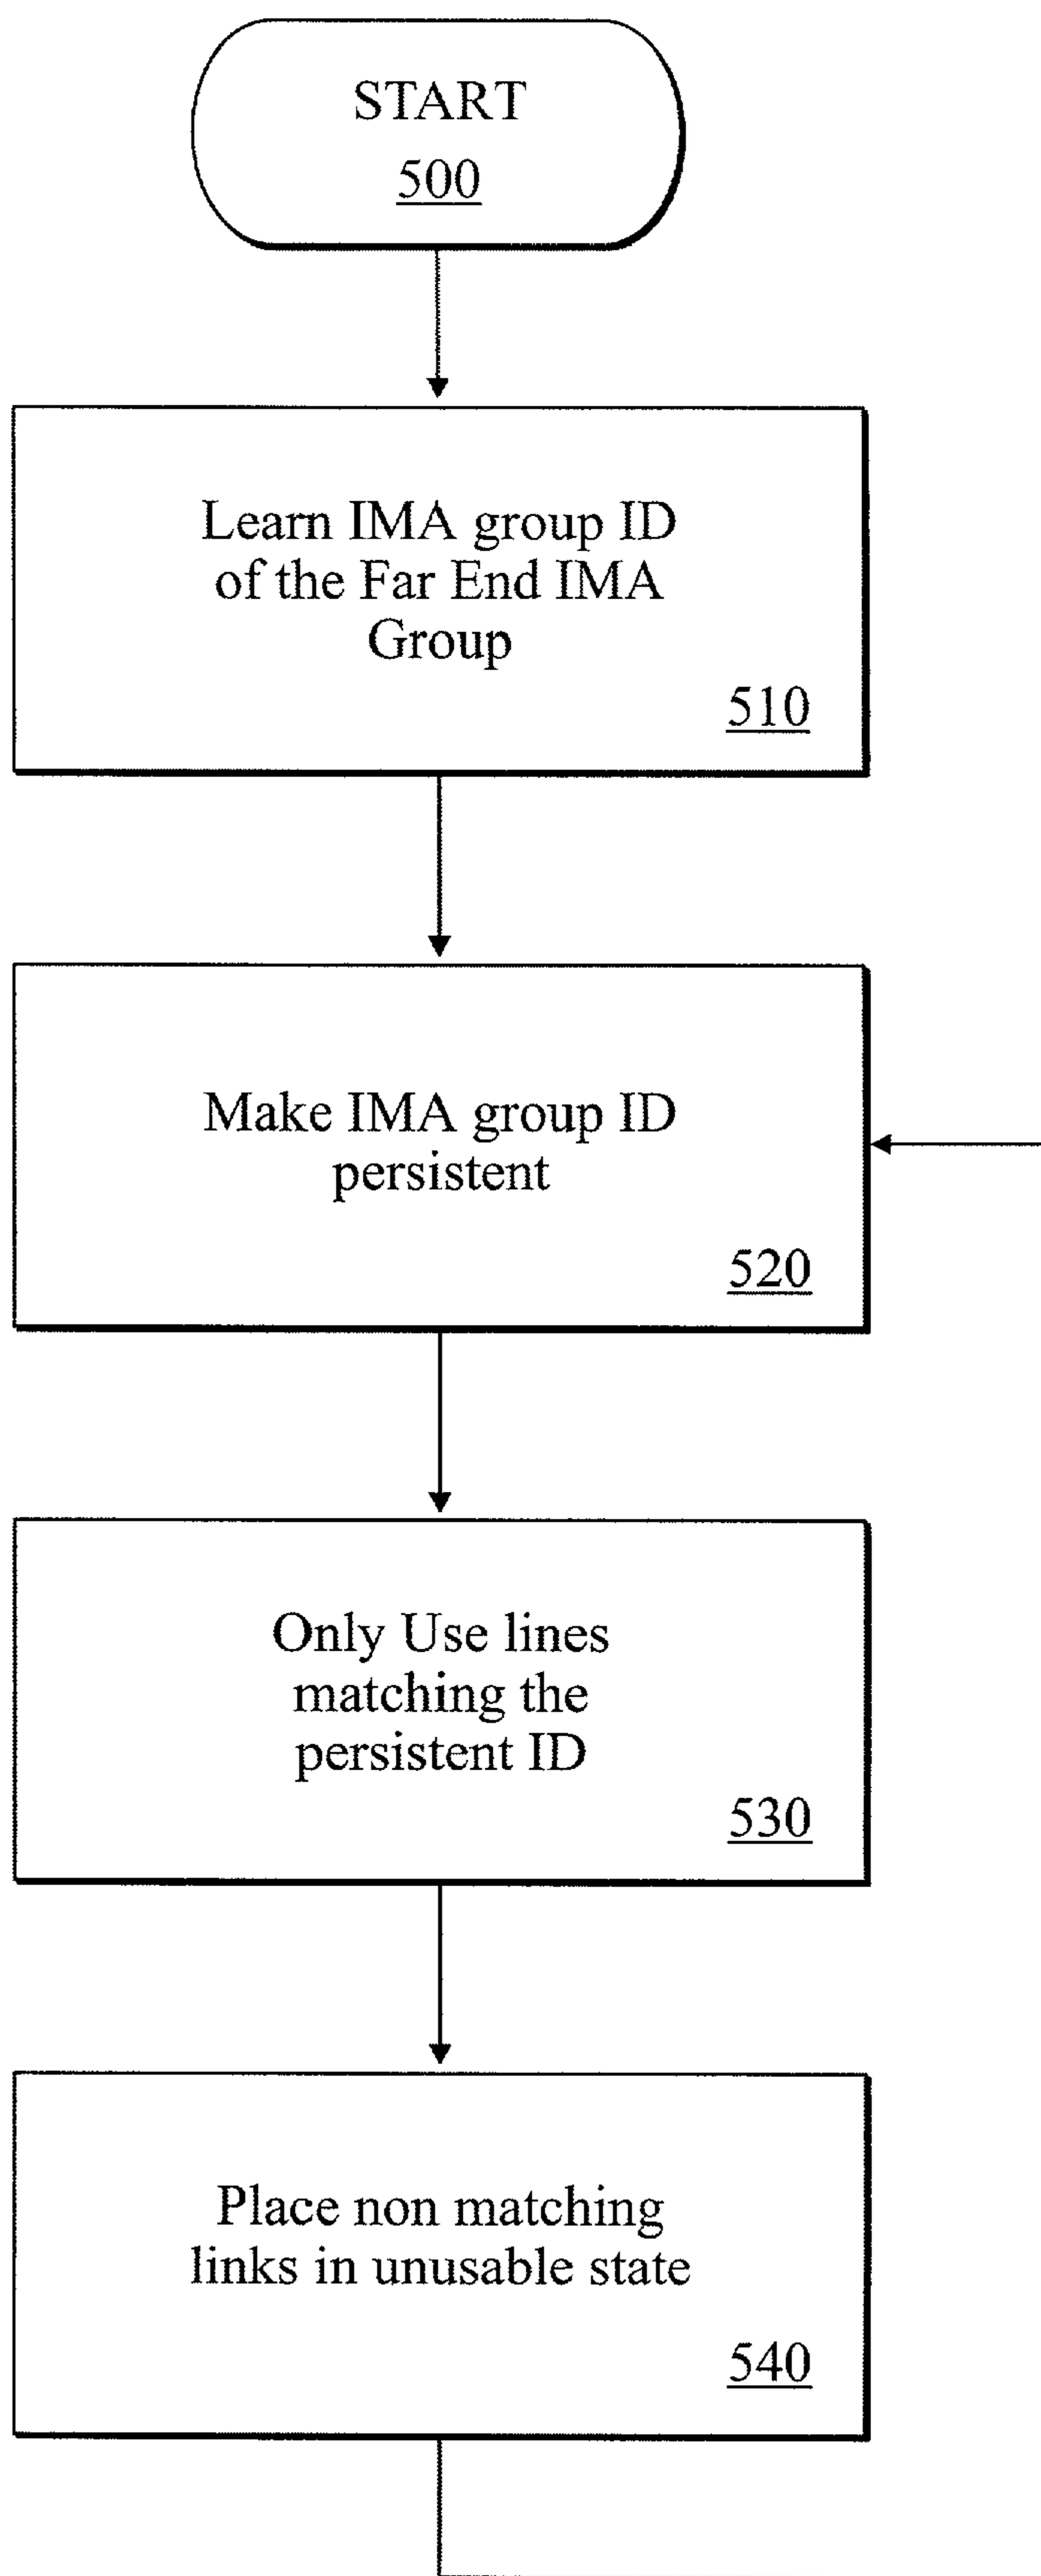 START
500
Learn IMA group ID
of the Far End IMA
Group
510
Make IMA group ID
persistent
520
Only Use lines
matching the
persistent ID
530
Place non matching
links in unusable state
540